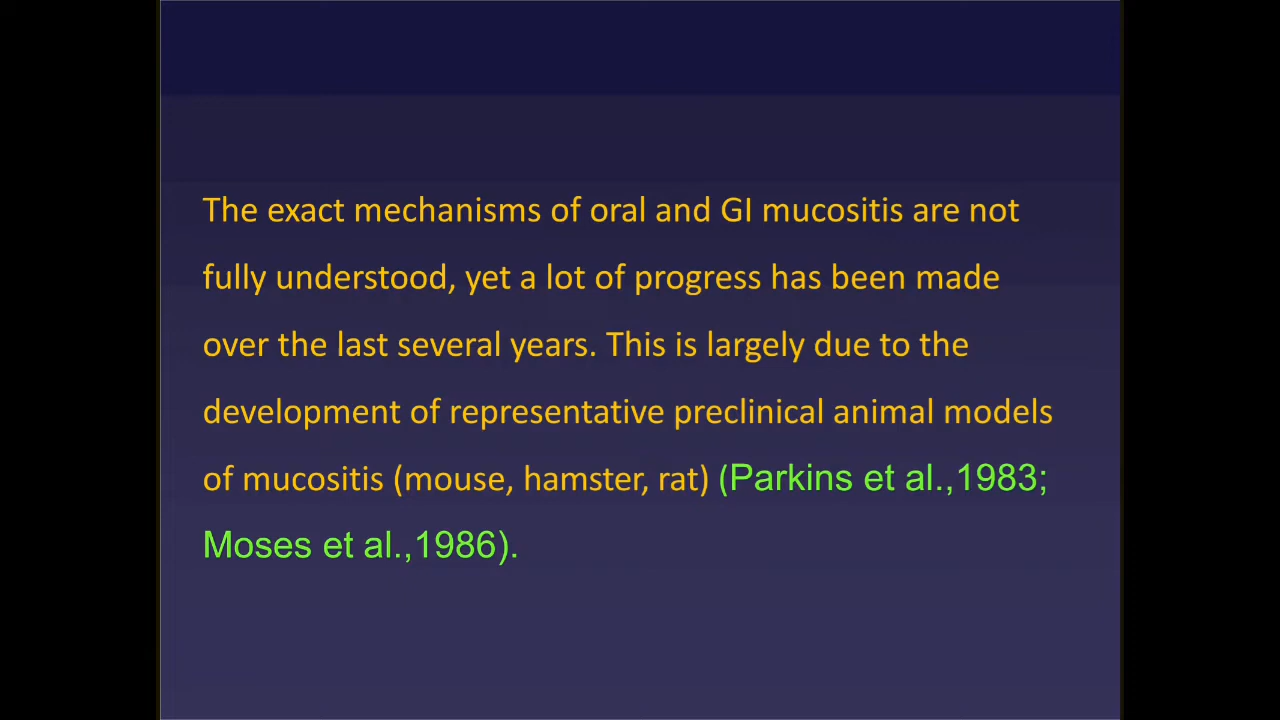 The exact mechanisms of oral and GI mucositis are not
fully understood, yet a lot of progress has been made
over the last several years. This is largely due to the
development of representative preclinical animal models
of mucositis (mouse, hamster, rat) (Parkins et al.,1983;
Moses et al.,1986).